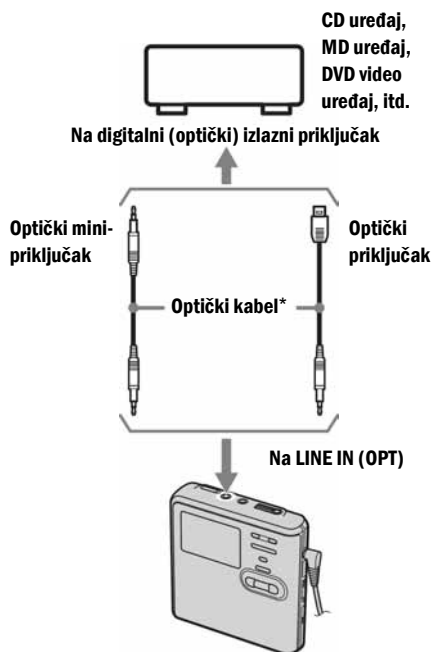 CD uređaj,
MD uređaj,
DVD video
uređaj, itd.
Na digitalni (optički) izlazni priključak
Optički mini-
priključak
Optički
priključak
Optički kabel*
Na LINE IN (OPT)